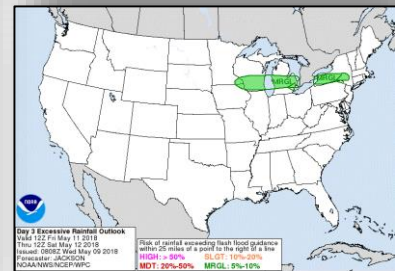 MRGL
MRGL
noaa
Day 3 Excessive Rainfall Outlook
Valid 12Z Fri May 11 2018
Thru 12Z Sat May 12 2018
Issued: 0808Z Wed May 09 2018
Forecaster: JACKSON
NOAA/NWS/NCEP/WPC
Risk of rainfall exceeding flash flood guidance
within 25 miles of a point to the right of a line
HIGH: > 50% SLGT: 10%-20%
MDT: 20%-50% MRGL: 5%-10%